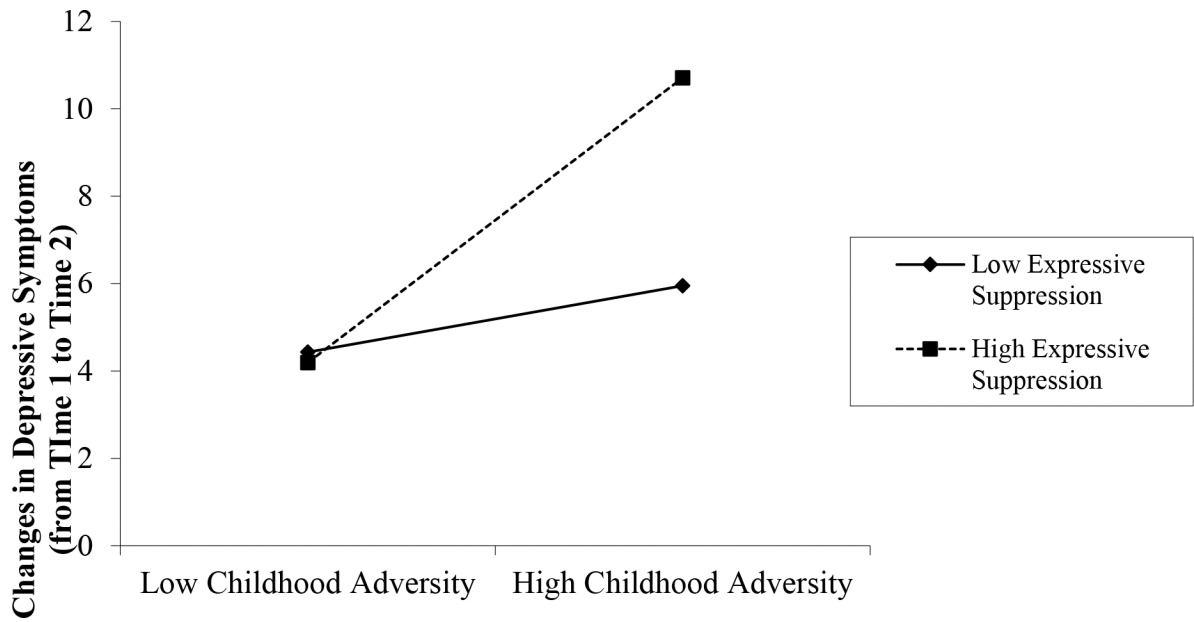 Changes in Depressive Symptoms
(from TIme 1 to Time 2)
12
10
8
6
4
2
0
Low Childhood Adversity
High Childhood Adversity
Low Expressive
Suppression
High Expressive
Suppression